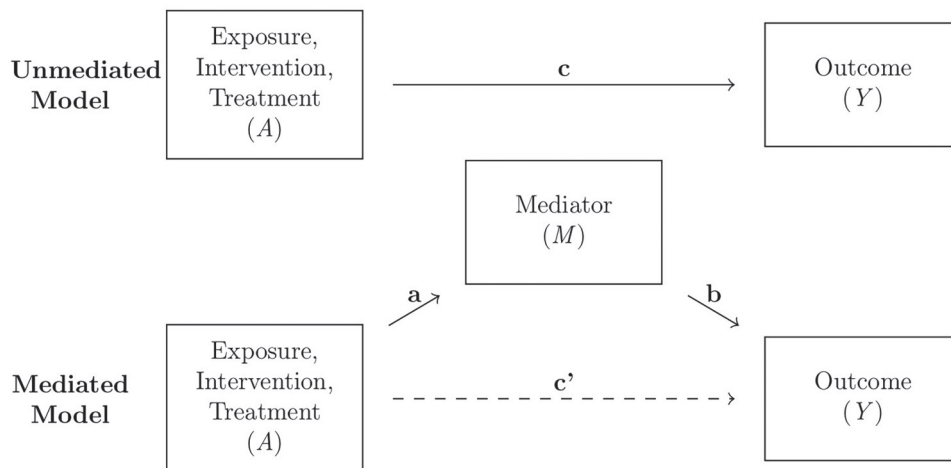 Unmediated
Model
Exposure,
Intervention,
Treatment
(A)
c
Outcome
(Y)
Mediator
(M)
a
b
Mediated
Model
Exposure,
Intervention,
Treatment
(A)
c’
Outcome
(Y)